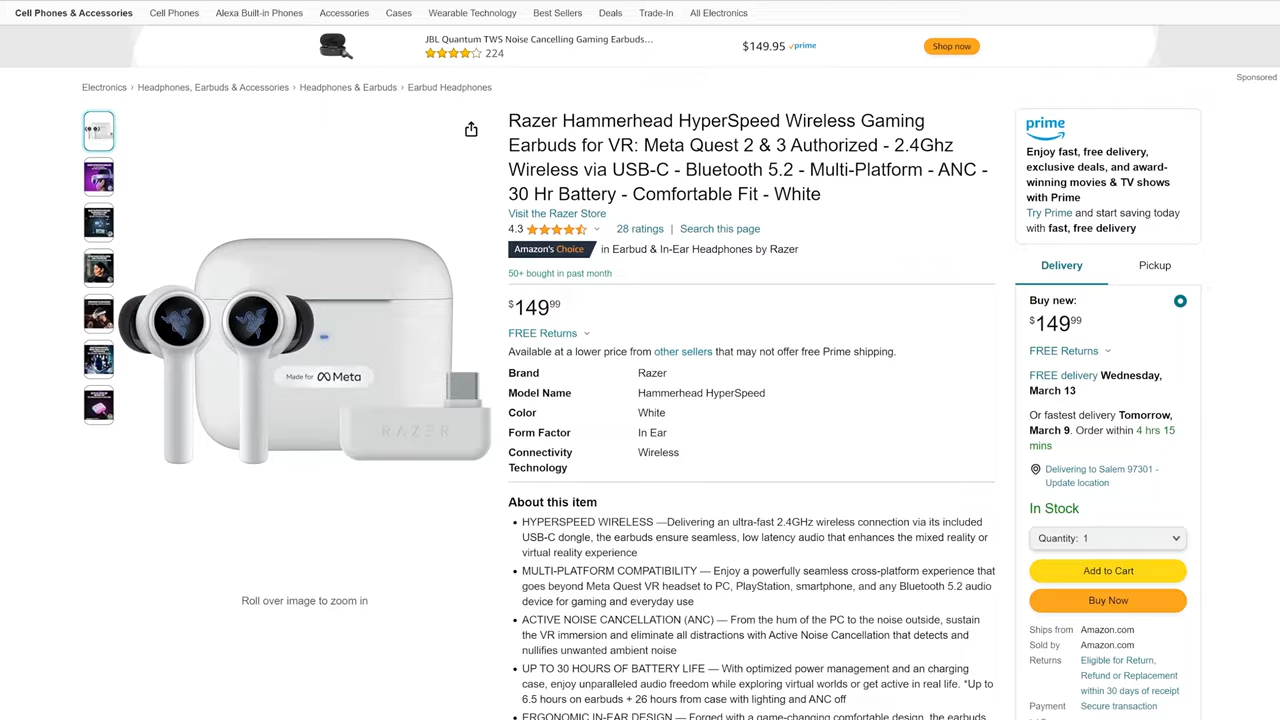 Cell Phones & Accessories Cell Phones Alexa Built-in Phones Accessories Cases Wearable Technology Best Sellers Deals Trade-In All Electronics
JBL Quantum TWS Noise Cancelling Gaming Earbuds…
224
$149.95 prime
Shop now
Sponsored
Electronics › Headphones, Earbuds & Accessories › Headphones & Earbuds › Earbud Headphones
Made for Meta
RAZER
Roll over image to zoom in
Razer Hammerhead HyperSpeed Wireless Gaming
Earbuds for VR: Meta Quest 2 & 3 Authorized - 2.4Ghz
Wireless via USB-C - Bluetooth 5.2 - Multi-Platform - ANC -
30 Hr Battery - Comfortable Fit - White
Visit the Razer Store
4.3 28 ratings | Search this page
Amazon's Choice in Earbud & In-Ear Headphones by Razer
50+ bought in past month
$14999
FREE Returns
Available at a lower price from other sellers that may not offer free Prime shipping.
Brand Razer
Model Name Hammerhead HyperSpeed
Color White
Form Factor In Ear
Connectivity Wireless
Technology
About this item
• HYPERSPEED WIRELESS —Delivering an ultra-fast 2.4GHz wireless connection via its included
USB-C dongle, the earbuds ensure seamless, low latency audio that enhances the mixed reality or
virtual reality experience
• MULTI-PLATFORM COMPATIBILITY — Enjoy a powerfully seamless cross-platform experience that
goes beyond Meta Quest VR headset to PC, PlayStation, smartphone, and any Bluetooth 5.2 audio
device for gaming and everyday use
• ACTIVE NOISE CANCELLATION (ANC) — From the hum of the PC to the noise outside, sustain
the VR immersion and eliminate all distractions with Active Noise Cancellation that detects and
nullifies unwanted ambient noise
• UP TO 30 HOURS OF BATTERY LIFE — With optimized power management and an charging
case, enjoy unparalleled audio freedom while exploring virtual worlds or get active in real life. *Up to
6.5 hours on earbuds + 26 hours from case with lighting and ANC off
• ERGONOMIC IN-EAR DESIGN — Forged with a game-changing comfortable design, the earbuds
prime
Enjoy fast, free delivery,
exclusive deals, and award-
winning movies & TV shows
with Prime
Try Prime and start saving today
with fast, free delivery
Delivery Pickup
Buy new:
$14999
FREE Returns
FREE delivery Wednesday,
March 13
Or fastest delivery Tomorrow,
March 9. Order within 4 hrs 15
mins
Delivering to Salem 97301 -
Update location
In Stock
Quantity: 1
Add to Cart
Buy Now
Ships from Amazon.com
Sold by Amazon.com
Returns Eligible for Return,
Refund or Replacement
within 30 days of receipt
Payment Secure transaction